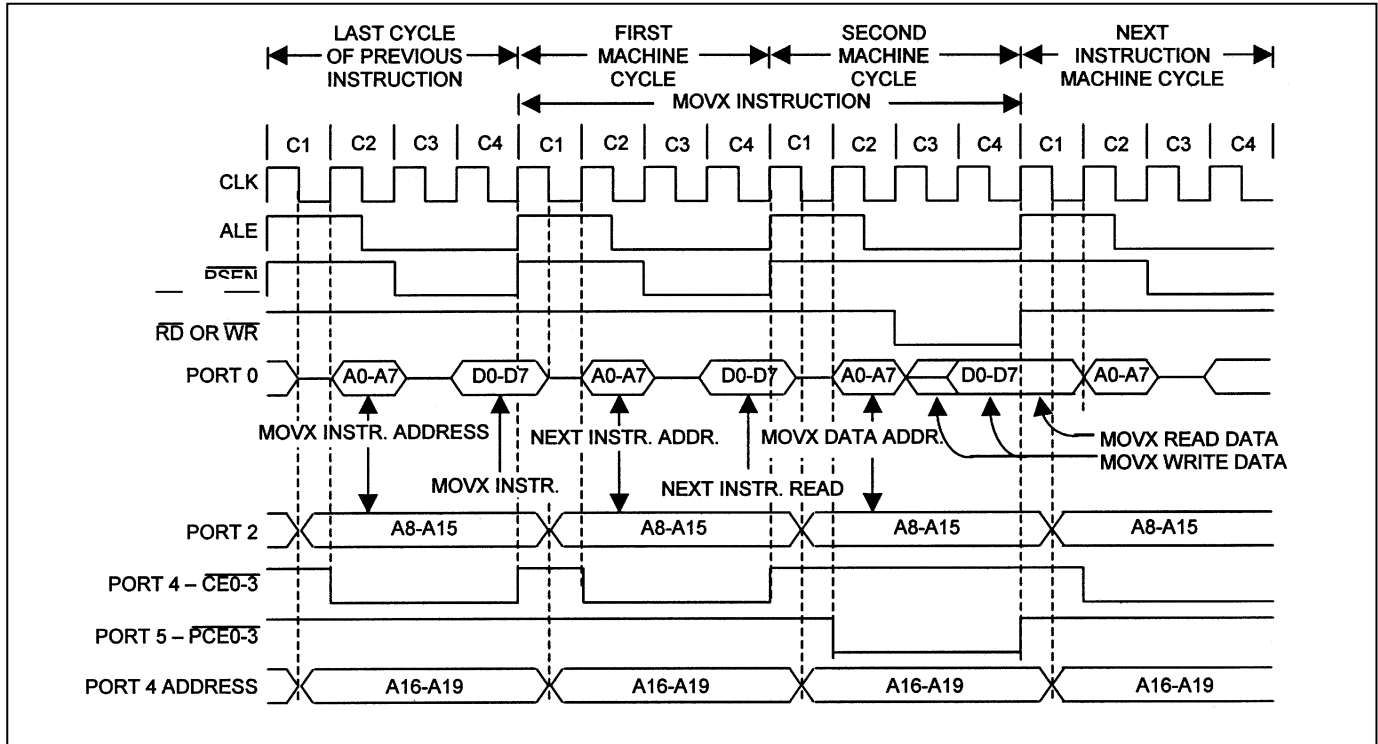 LAST CYCLE
OF PREVIOUS
INSTRUCTION
FIRST
MACHINE
CYCLE
SECOND
MACHINE
CYCLE
NEXT
INSTRUCTION
MACHINE CYCLE
MOVX INSTRUCTION
C1 C2 C3 C4 C1 C2 C3 C4 C1 C2 C3 C4 C1 C2 C3 C4
CLK
ALE
PSEN
RD OR WR
PORT 0 A0-A7 D0-D7 A0-A7 D0-D7 A0-A7 D0-D7 A0-A7
MOVX INSTR. ADDRESS NEXT INSTR. ADDR. MOVX DATA ADDR. MOVX READ DATA
MOVX WRITE DATA
MOVX INSTR. NEXT INSTR. READ
PORT 2 A8-A15 A8-A15 A8-A15 A8-A15
PORT 4 – CE0-3
PORT 5 – PCE0-3
PORT 4 ADDRESS A16-A19 A16-A19 A16-A19 A16-A19